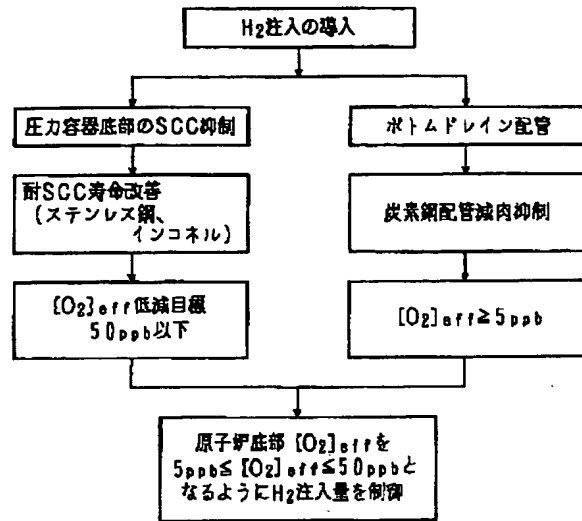 H₂注入の導入
圧力容器底部のSCC抑制
ボトムドレイン配管
耐SCC寿命改善
(ステンレス鋼、
インコネル)
炭素鋼配管減肉抑制
[O₂]eff低減目標
50ppb以下
[O₂]eff≧5ppb
原子炉底部[O₂]effを
5ppb≦[O₂]eff≦50ppbと
なるようにH₂注入量を制御